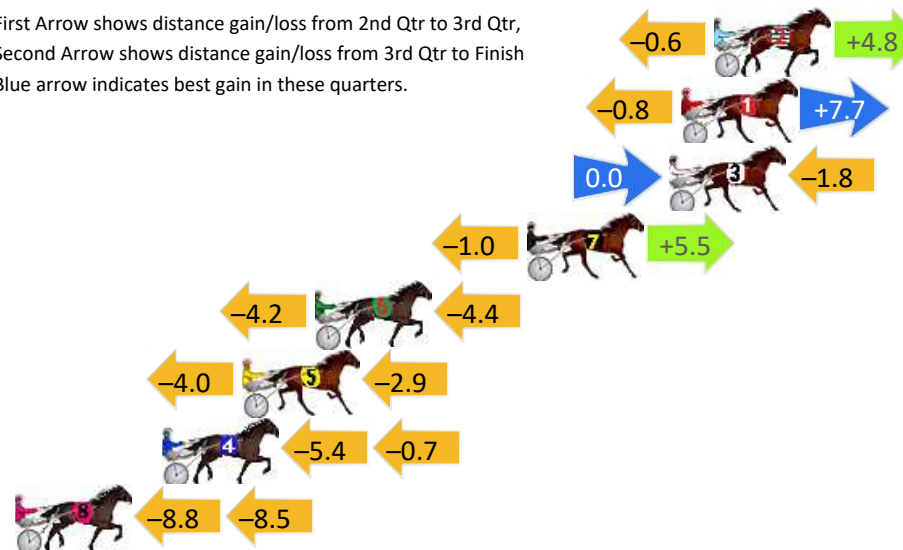 First Arrow shows distance gain/loss from 2nd Qtr to 3rd Qtr,
Second Arrow shows distance gain/loss from 3rd Qtr to Finish
Blue arrow indicates best gain in these quarters.
–0.6 2 +4.8
–0.8 1 +7.7
0.0 3 –1.8
–1.0 7 +5.5
–4.2 6 –4.4
–4.0 5 –2.9
4 –5.4 –0.7
8 –8.8 –8.5